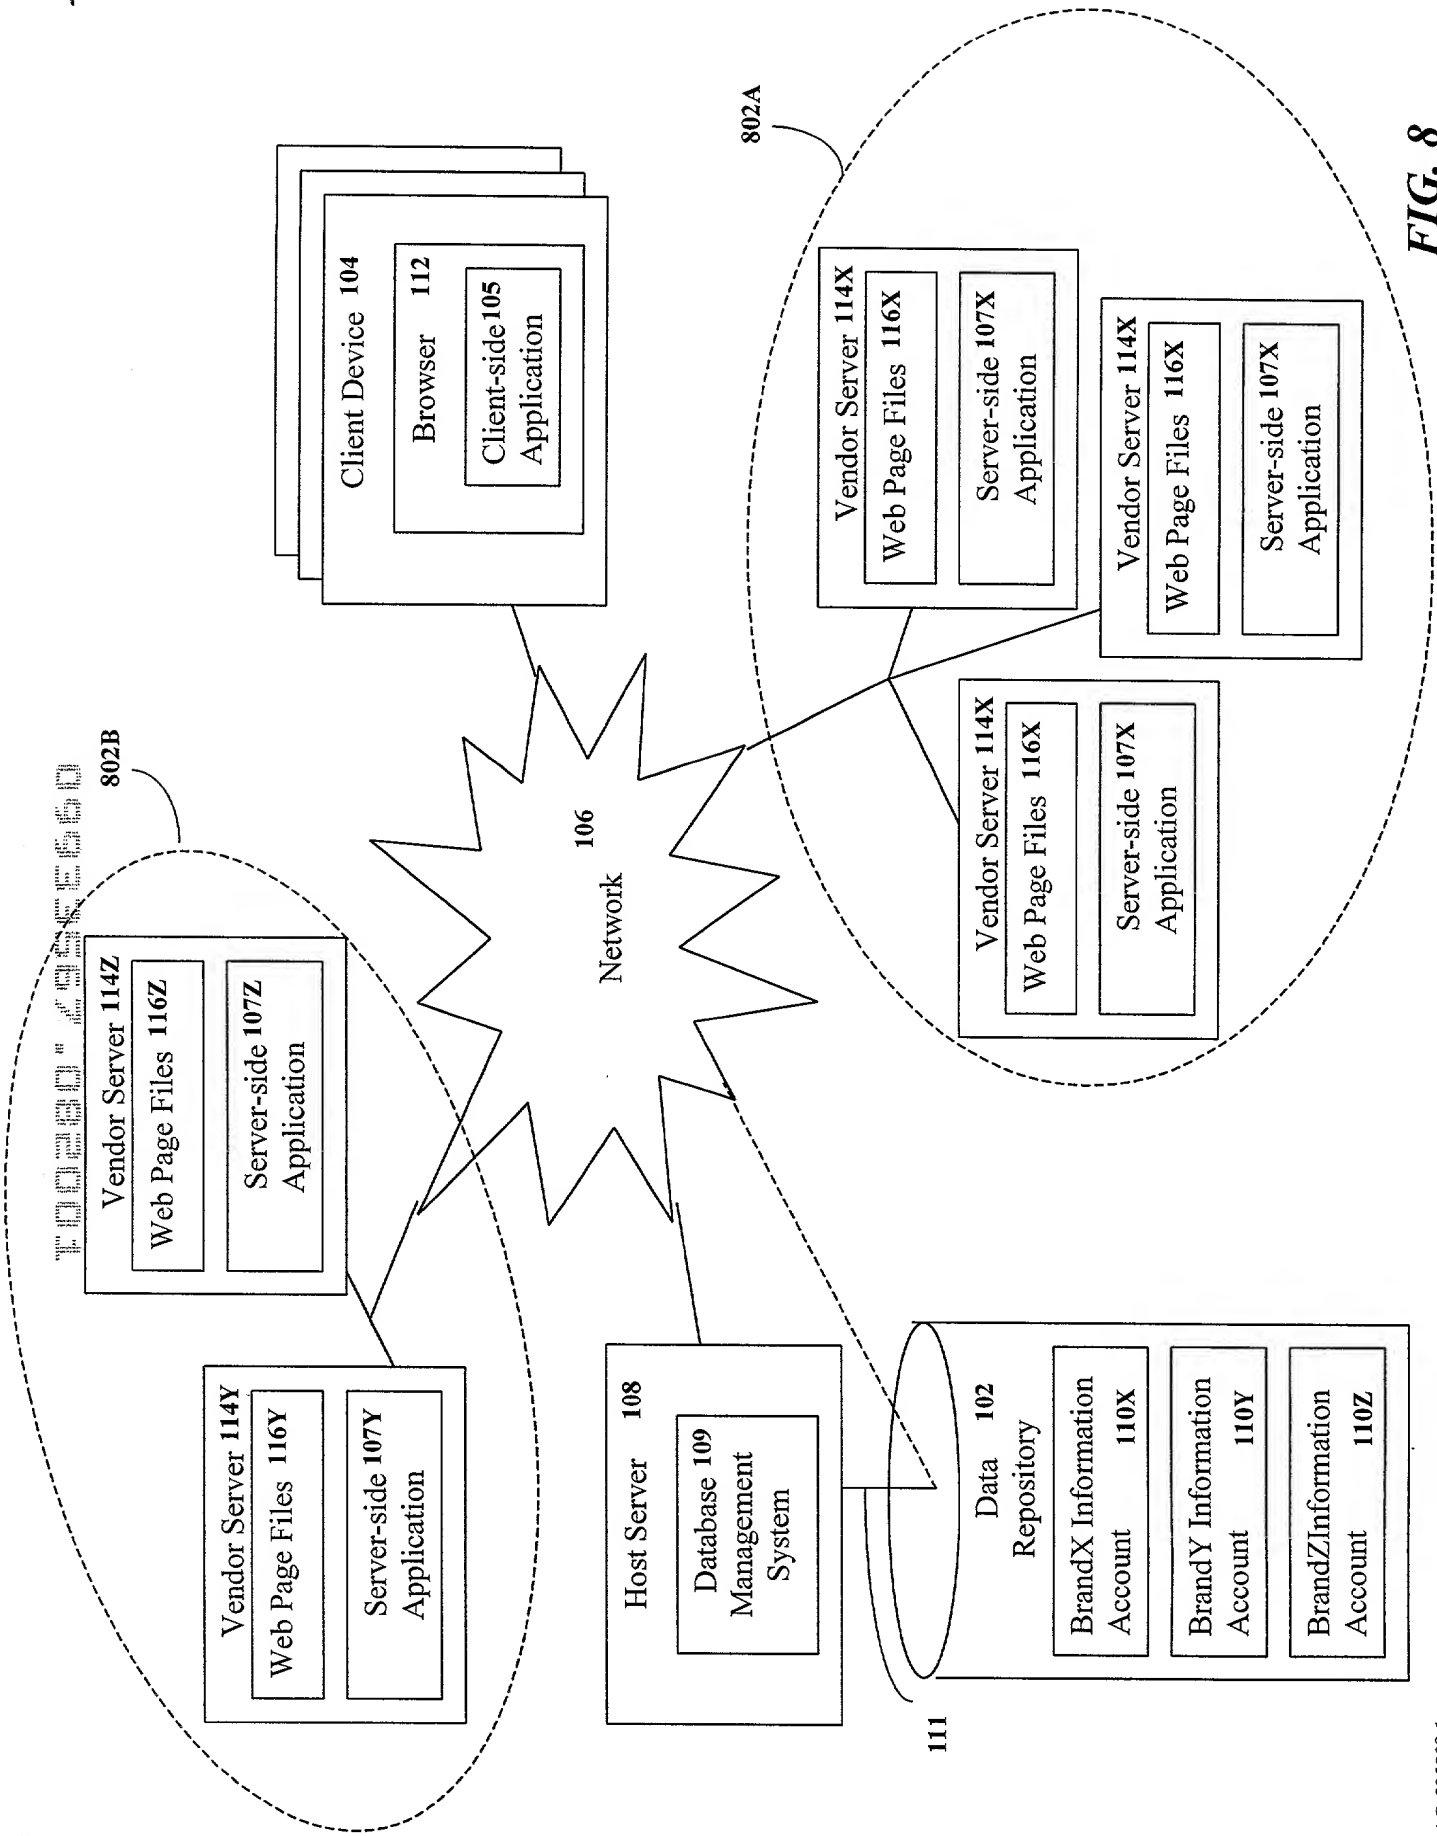 802B
Vendor Server 114Y
Web Page Files 116Y
Server-side 107Y
Application
Vendor Server 114Z
Web Page Files 116Z
Server-side 107Z
Application
Client Device 104
Browser 112
Client-side 105
Application
Host Server 108
Database 109
Management
System
106
Network
802A
Vendor Server 114X
Web Page Files 116X
Server-side 107X
Application
Vendor Server 114X
Web Page Files 116X
Server-side 107X
Application
Vendor Server 114X
Web Page Files 116X
Server-side 107X
Application
111
Data 102
Repository
BrandX Information
Account 110X
BrandY Information
Account 110Y
BrandZInformation
Account 110Z
FIG. 8